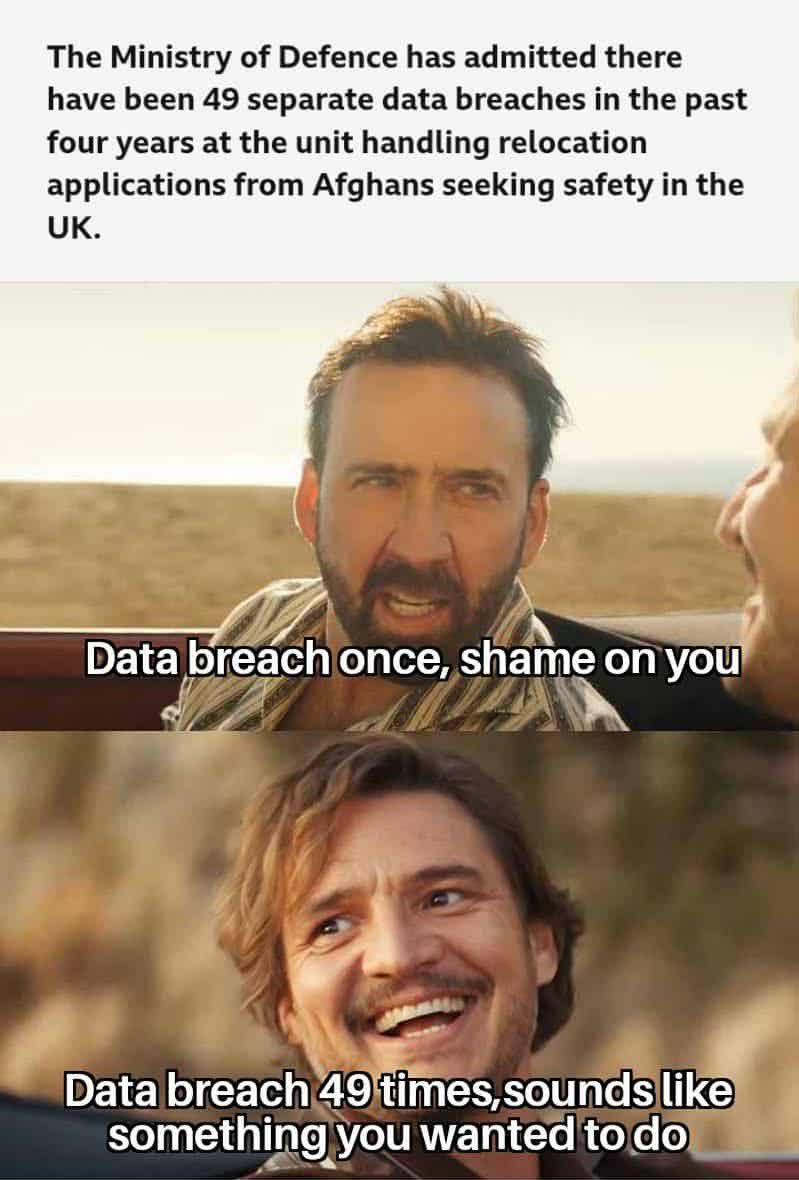 The Ministry of Defence has admitted there
have been 49 separate data breaches in the past
four years at the unit handling relocation
applications from Afghans seeking safety in the
UK.
Data breach once, shame on you
Data breach 49 times,sounds like
something you wanted to do